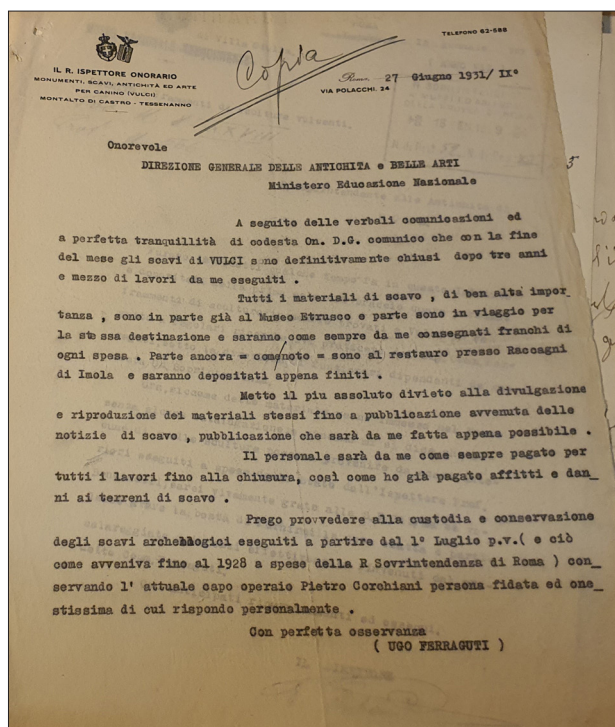 TELEFONO 62-588
IL R. ISPETTORE ONORARIO
MONUMENTI, SCAVI, ANTICHITÀ ED ARTE
PER CANINO (VULCI)
MONTALTO DI CASTRO - TESSENNANO
Copia
Roma, 27 Giugno 1931/ IX°
VIA POLACCHI, 24
Onorevole
DIREZIONE GENERALE DELLE ANTICHITA e BELLE ARTI
Ministero Educazione Nazionale
A seguito delle verbali comunicazioni ed
a perfetta tranquillità di codesta On. D.G. comunico che con la fine
del mese gli scavi di VULCI sono definitivamente chiusi dopo tre anni
e mezzo di lavori da me eseguiti .
Tutti i materiali di scavo , di ben alta impor_
tanza , sono in parte già al Museo Etrusco e parte sono in viaggio per
la stessa destinazione e saranno come sempre da me consegnati franchi di
ogni spesa . Parte ancora = come/noto = sono al restauro presso Raccagni
di Imola e saranno depositati appena finiti .
Metto il piu assoluto divieto alla divulgazione
e riproduzione dei materiali stessi fino a pubblicazione avvenuta delle
notizie di scavo , pubblicazione che sarà da me fatta appena possibile .
Il personale sarà da me come sempre pagato per
tutti i lavori fino alla chiusura, così come ho già pagato affitti e dan_
ni ai terreni di scavo .
Prego provvedere alla custodia e conservazione
degli scavi archeologici eseguiti a partire dal 1° Luglio p.v.( e ciò
come avveniva fino al 1928 a spese della R Sovrintendenza di Roma ) con_
servando l' attuale capo operaio Pietro Corchiani persona fidata ed one_
stissima di cui rispondo personalmente .
Con perfetta osservanza
( UGO FERRAGUTI )